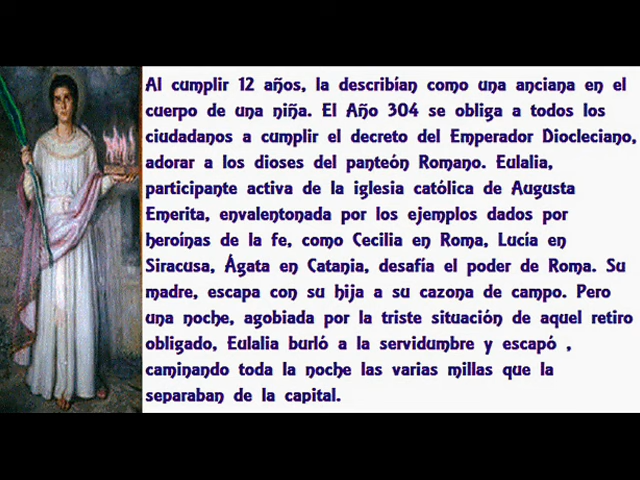 Al cumplir 12 años, la describían como una anciana en el
cuerpo de una niña. El Año 304 se obliga a todos los
ciudadanos a cumplir el decreto del Emperador Diocleciano,
adorar a los dioses del panteón Romano. Eulalia,
participante activa de la iglesia católica de Augusta
Emerita, envalentonada por los ejemplos dados por
heroínas de la fe, como Cecilia en Roma, Lucía en
Siracusa, Ágata en Catania, desafía el poder de Roma. Su
madre, escapa con su hija a su cazona de campo. Pero
una noche, agobiada por la triste situación de aquel retiro
obligado, Eulalia burló a la servidumbre y escapó ,
caminando toda la noche las varias millas que la
separaban de la capital.